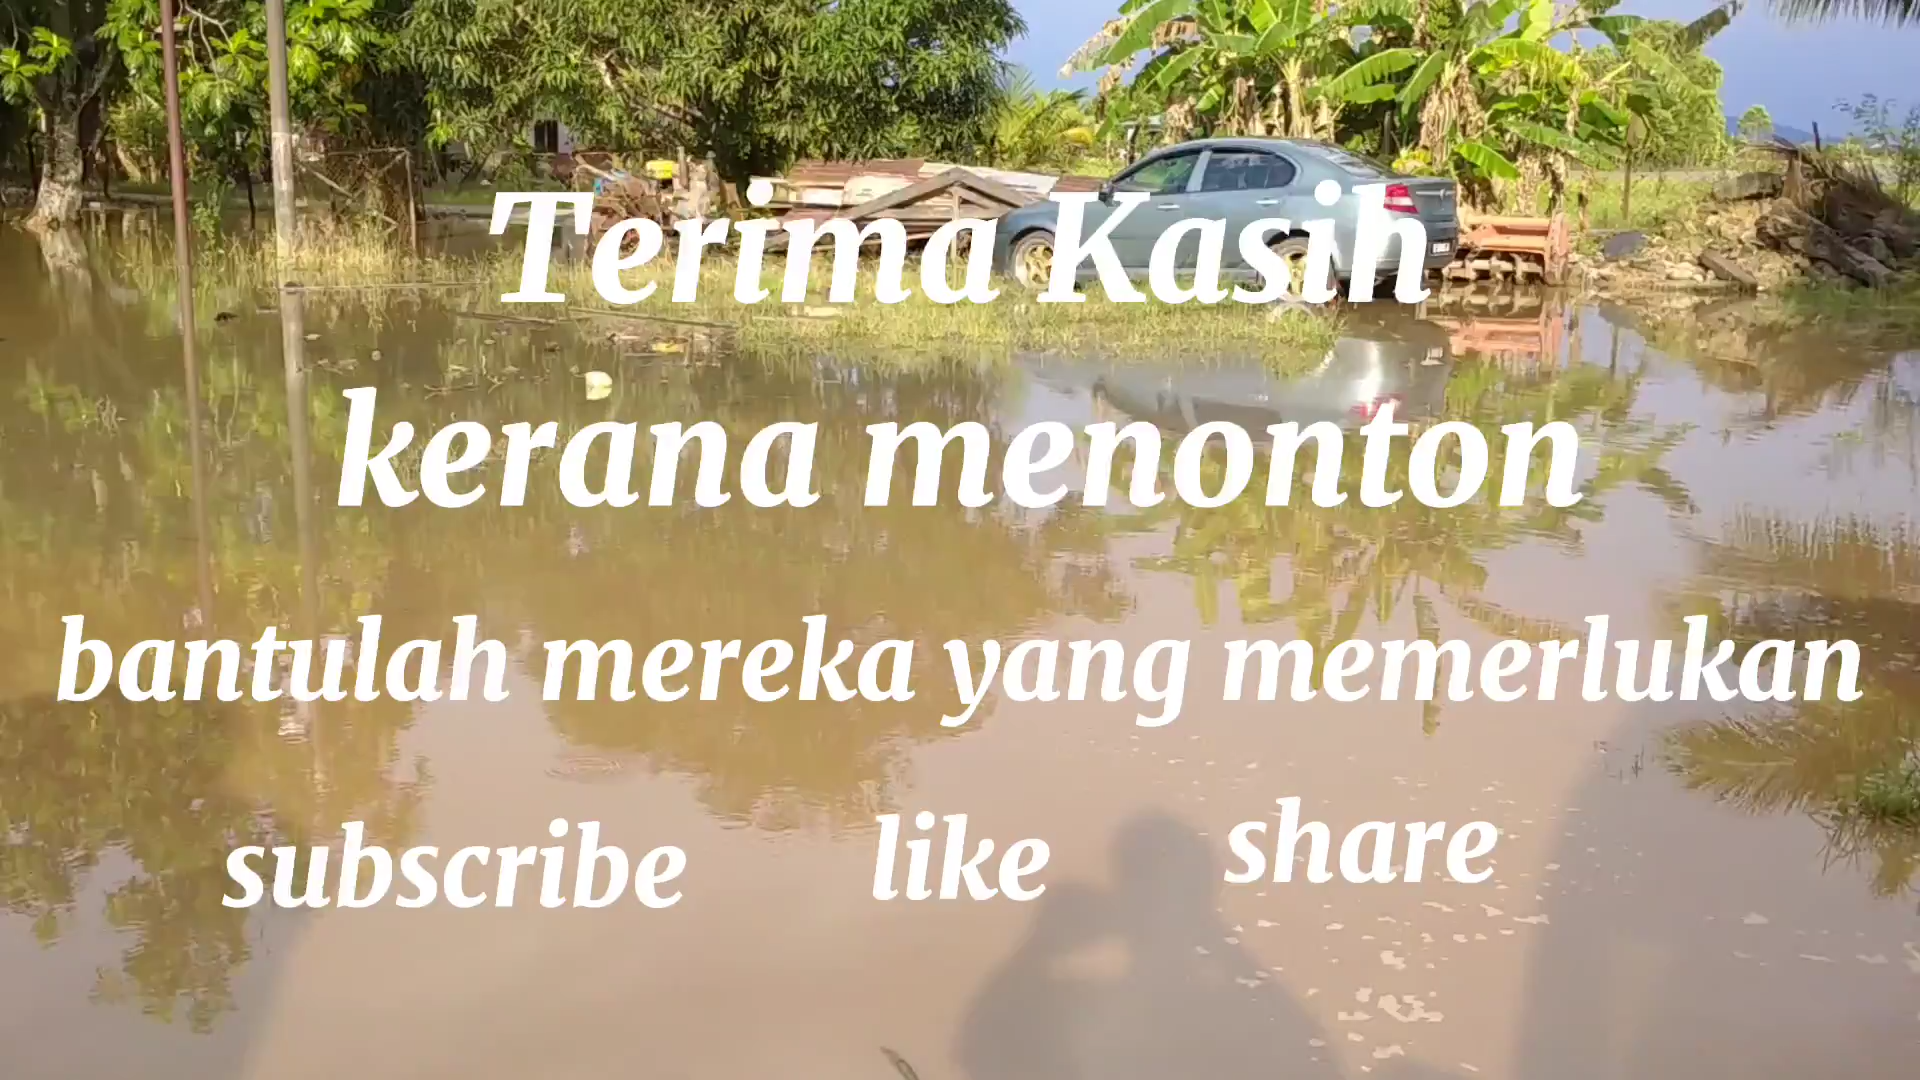 Terima Kasih
kerana menonton
bantulah mereka yang memerlukan
subscribe like share